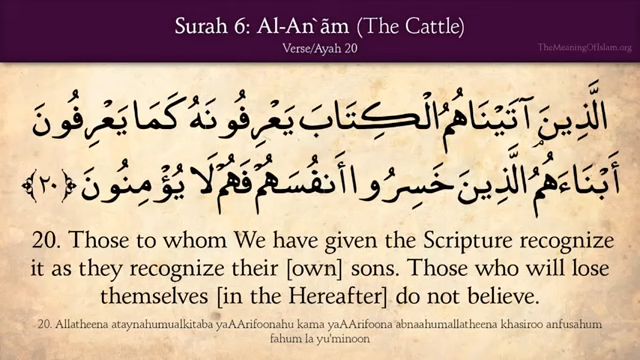 Surah 6: Al-An`ãm (The Cattle)
Verse/Ayah 20
TheMeaningOfIslam.org
الَّذِينَ آتَيْنَاهُمُ الْكِتَابَ يَعْرِفُونَهُ كَمَا يَعْرِفُونَ
أَبْنَاءَهُمُ الَّذِينَ خَسِرُوا أَنفُسَهُمْ فَهُمْ لَا يُؤْمِنُونَ ﴿٢٠﴾
20. Those to whom We have given the Scripture recognize
it as they recognize their [own] sons. Those who will lose
themselves [in the Hereafter] do not believe.
20. Allatheena ataynahumualkitaba yaAArifoonahu kama yaAArifoona abnaahumallatheena khasiroo anfusahum
fahum la yu'minoon